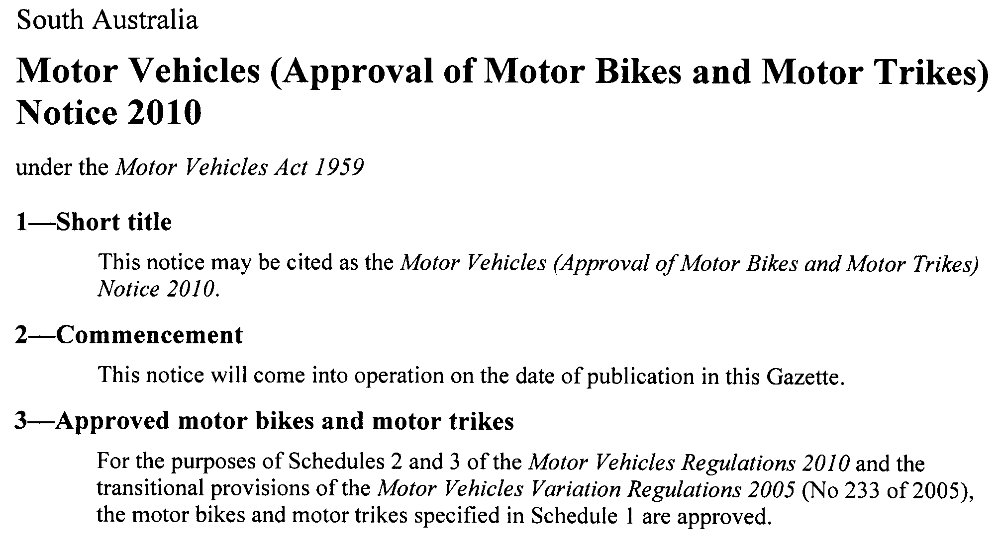 South Australia
Motor Vehicles (Approval of Motor Bikes and Motor Trikes)
Notice 2010
under the Motor Vehicles Act 1959
1—Short title
This notice may be cited as the Motor Vehicles (Approval of Motor Bikes and Motor Trikes)
Notice 2010.
2—Commencement
This notice will come into operation on the date of publication in this Gazette.
3—Approved motor bikes and motor trikes
For the purposes of Schedules 2 and 3 of the Motor Vehicles Regulations 2010 and the
transitional provisions of the Motor Vehicles Variation Regulations 2005 (No 233 of 2005),
the motor bikes and motor trikes specified in Schedule 1 are approved.